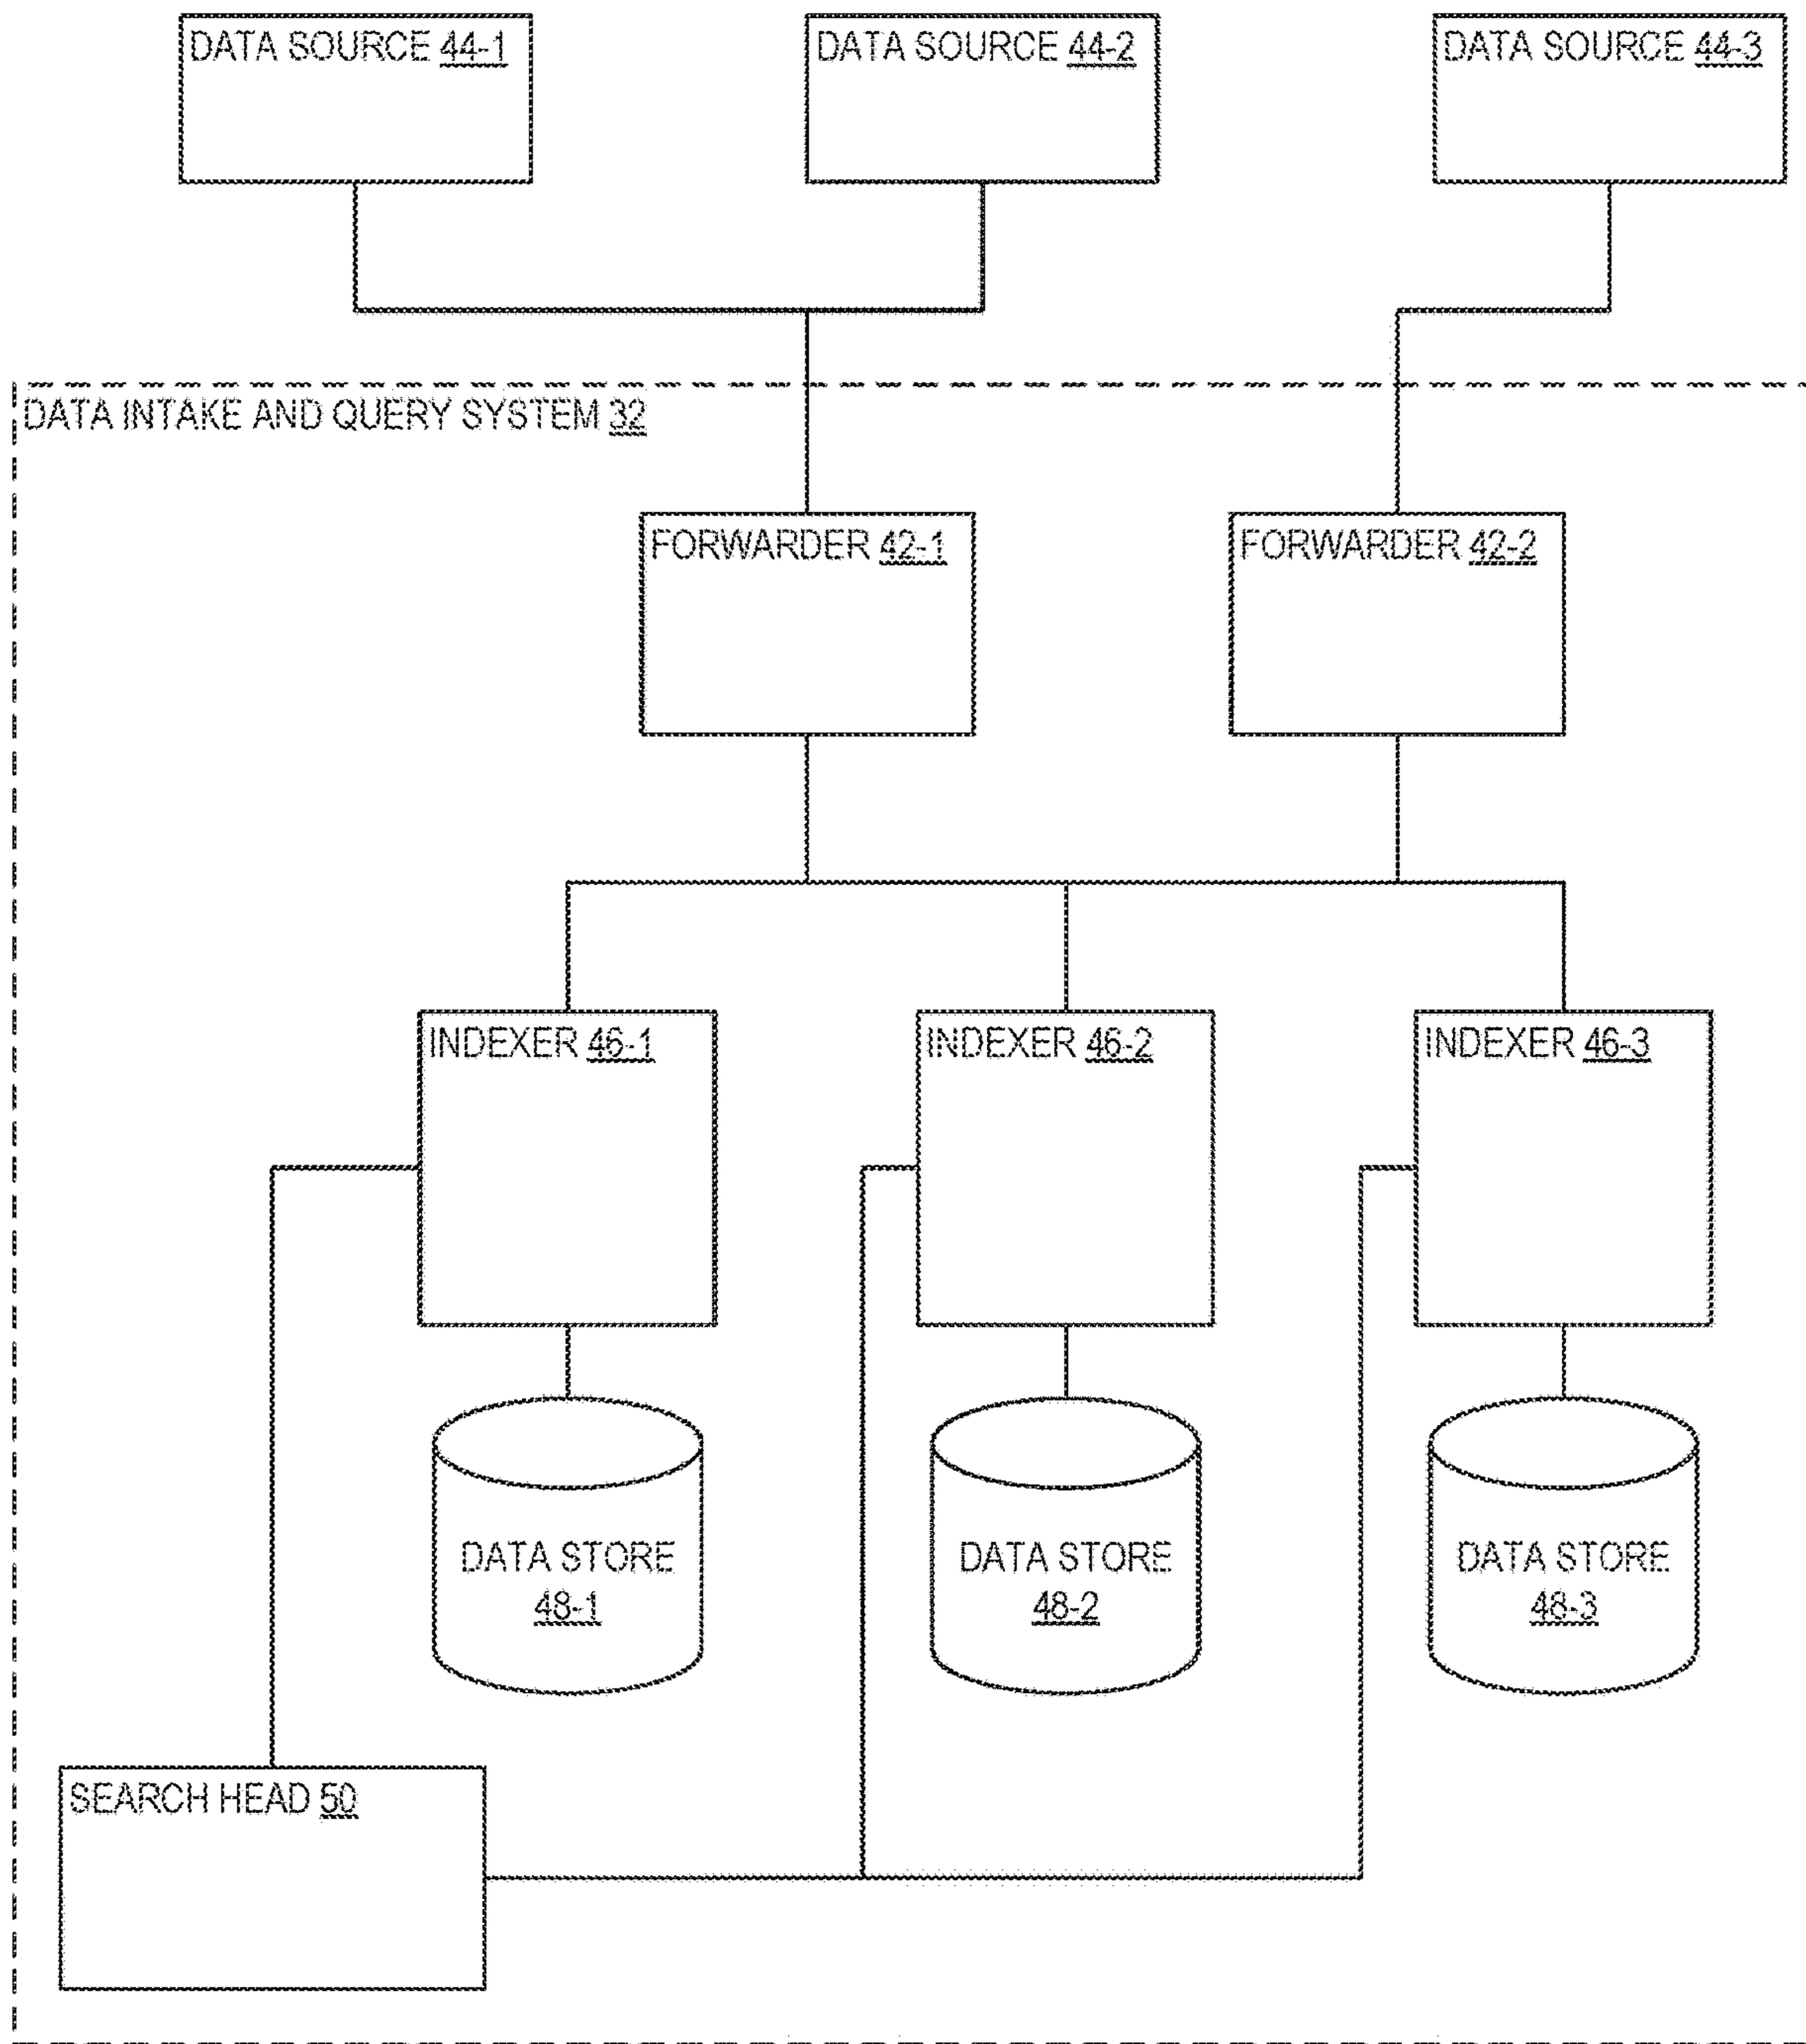 DATA SOURCE 44-1
DATA SOURCE 44-2
DATA SOURCE 44-3
DATA INTAKE AND QUERY SYSTEM 32
FORWARDER 42-1
FORWARDER 42-2
INDEXER 46-1
INDEXER 46-2
INDEXER 46-3
DATA STORE
48-1
DATA STORE
48-2
DATA STORE
48-3
SEARCH HEAD 50